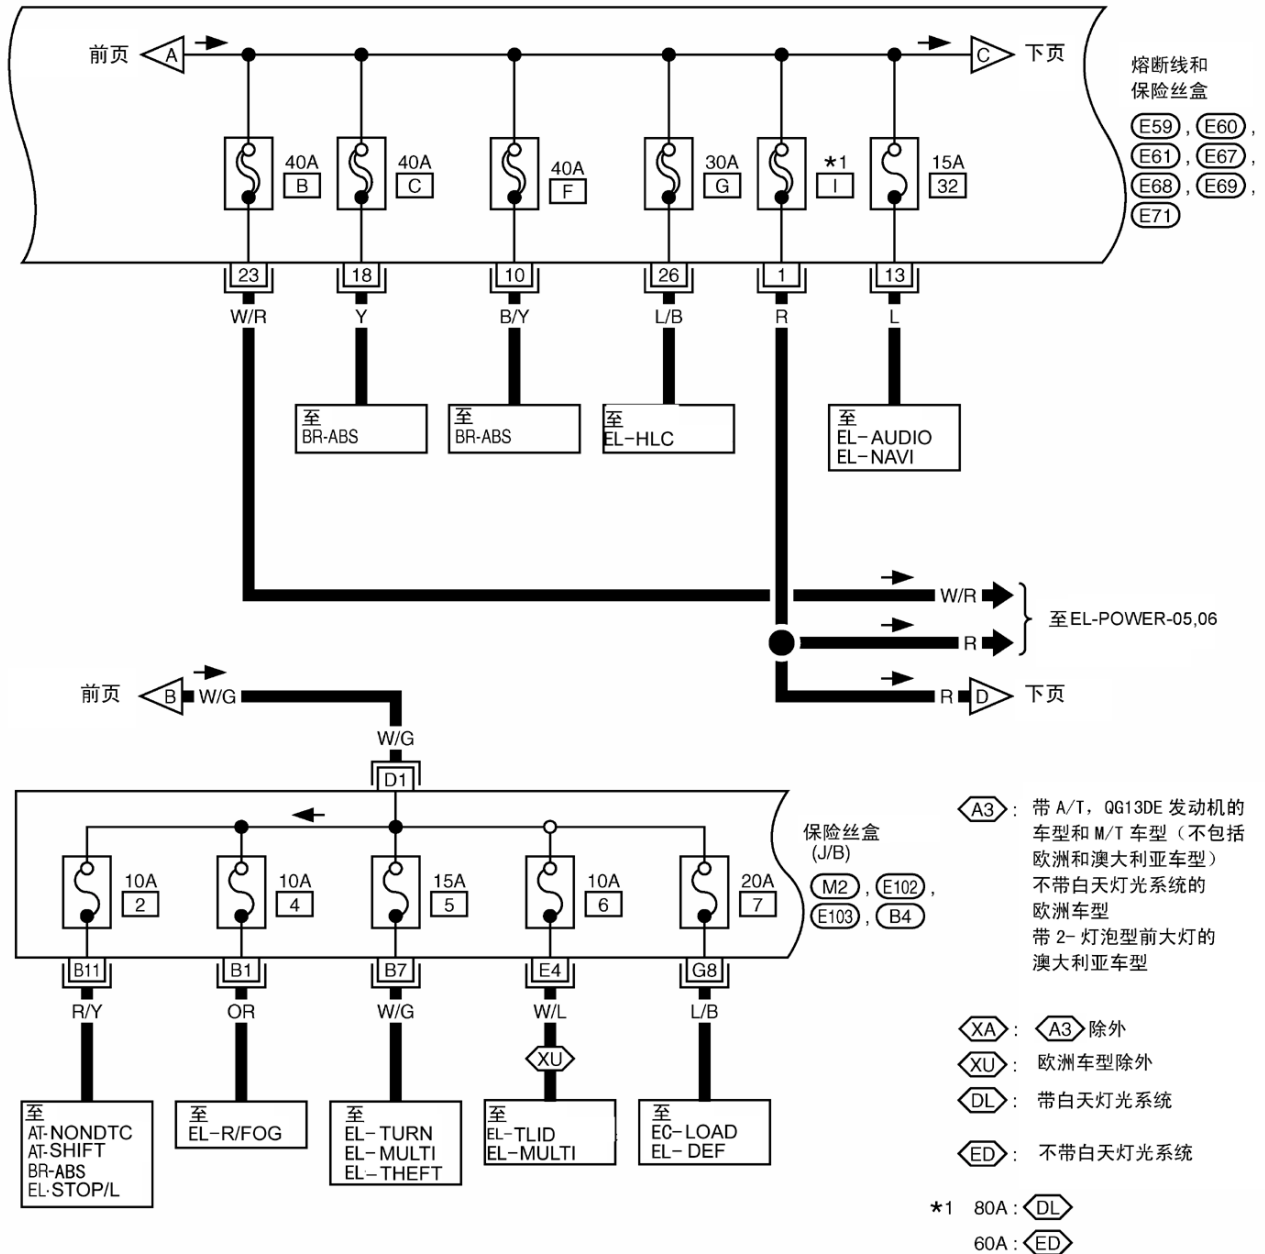 前页 A C 下页
熔断线和
保险丝盒
E59 , E60 ,
E61 , E67 ,
E68 , E69 ,
E71
40A B 40A C 40A F 30A G *1 I 15A 32
23 18 10 26 1 13
W/R Y B/Y L/B R L
至
BR-ABS
至
BR-ABS
至
EL-HLC
至
EL-AUDIO
EL-NAVI
W/R
R
至EL-POWER-05,06
R D 下页
前页 B W/G
W/G
D1
保险丝盒
(J/B)
M2 , E102 ,
E103 , B4
10A 2 10A 4 15A 5 10A 6 20A 7
B11 B1 B7 E4 G8
R/Y OR W/G W/L L/B
XU
至
AT-NONDTC
AT-SHIFT
BR-ABS
EL-STOP/L
至
EL-R/FOG
至
EL-TURN
EL-MULTI
EL-THEFT
至
EL-TLID
EL-MULTI
至
EC-LOAD
EL-DEF
A3 : 带 A/T, QG13DE 发动机的
车型和 M/T 车型（不包括
欧洲和澳大利亚车型）
不带白天灯光系统的
欧洲车型
带 2- 灯泡型前大灯的
澳大利亚车型
XA : A3 除外
XU : 欧洲车型除外
DL : 带白天灯光系统
ED : 不带白天灯光系统
*1 80A : DL
60A : ED